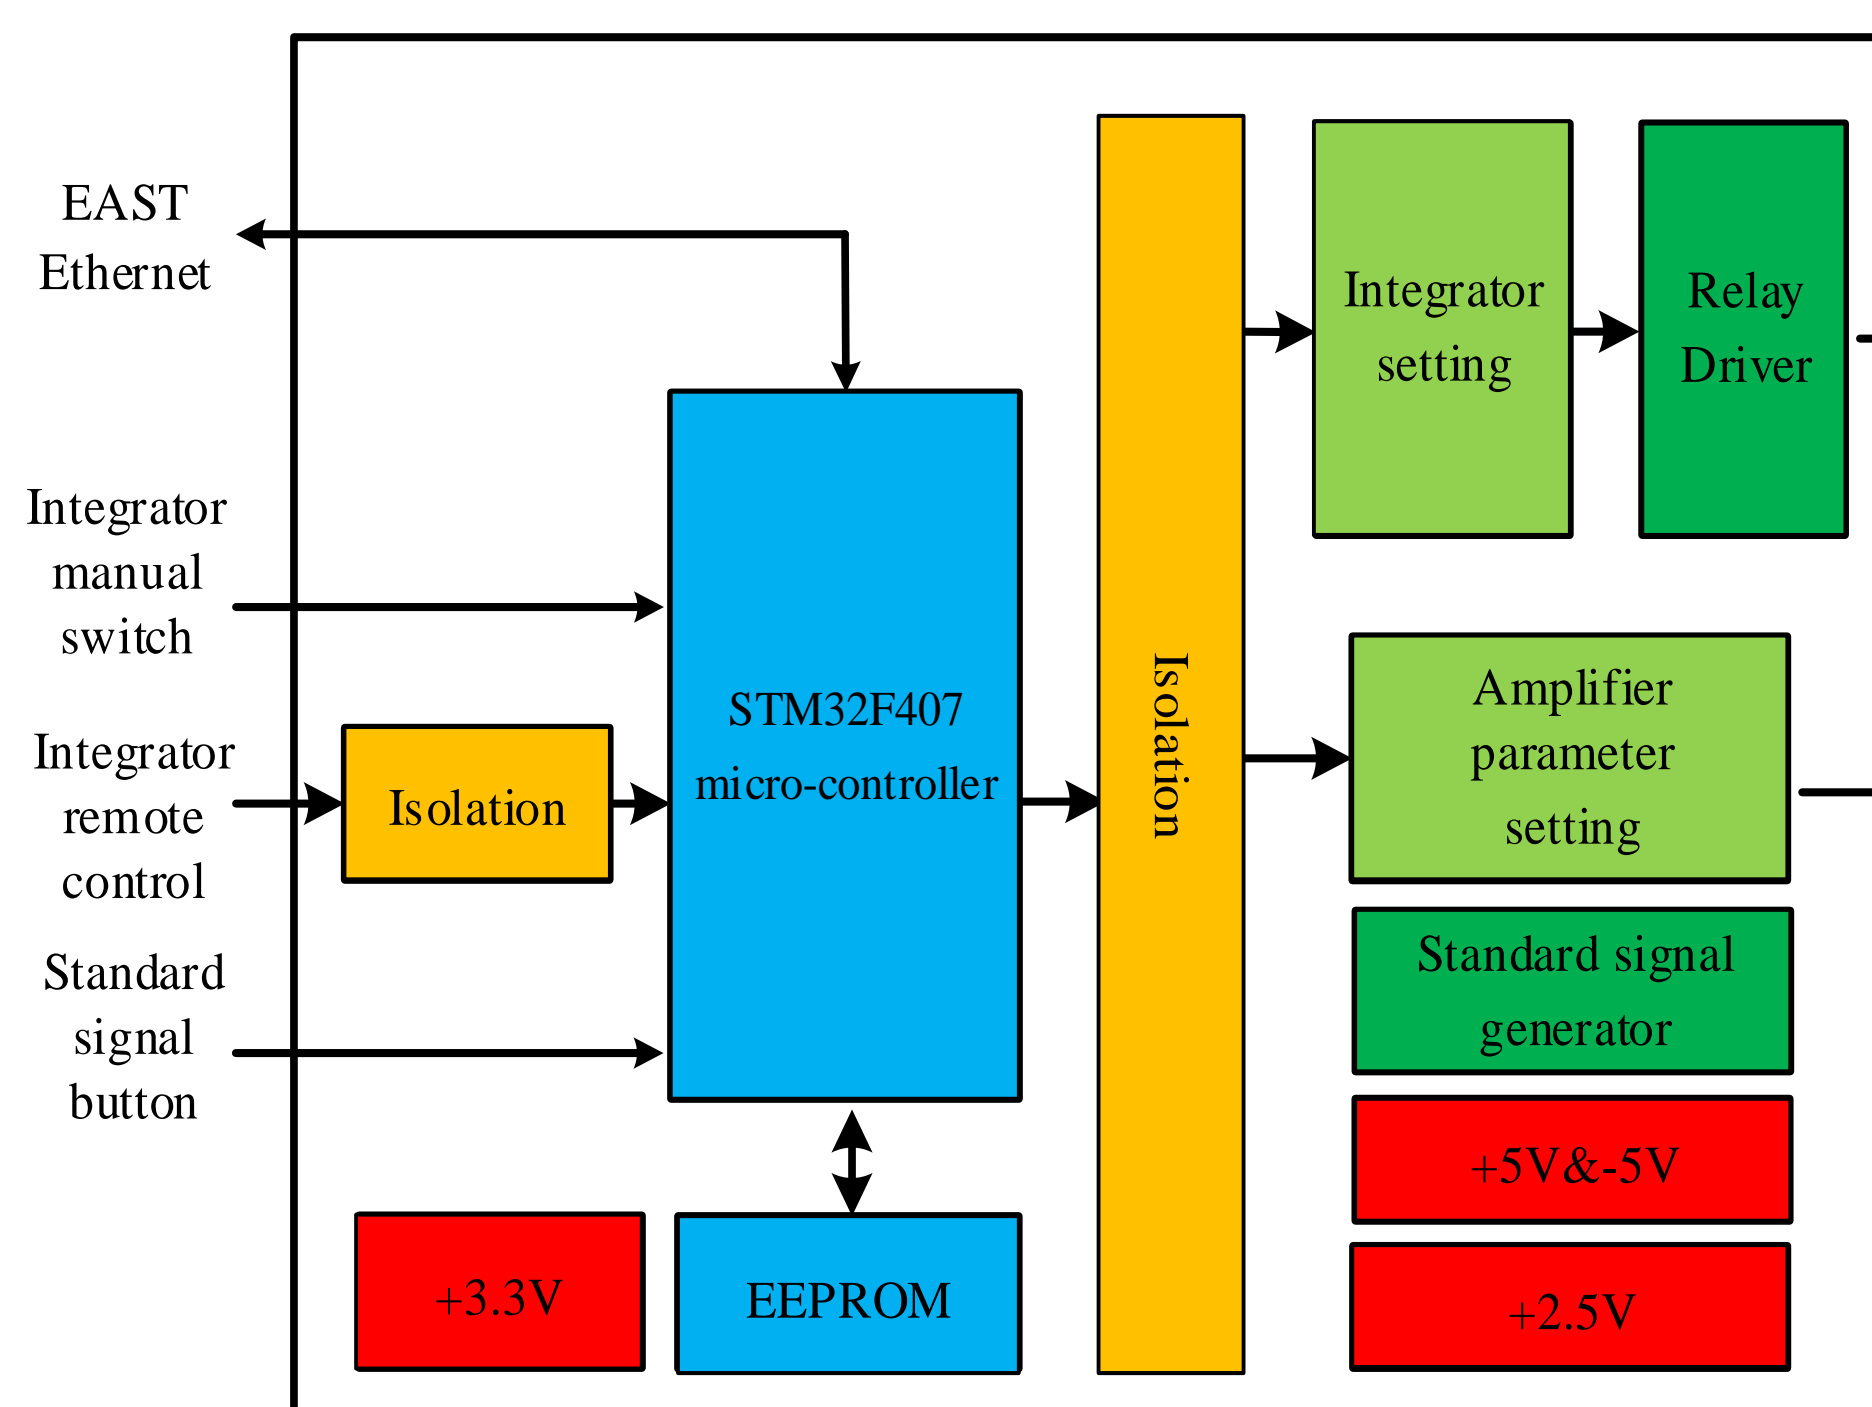 EAST
Ethernet
Integrator
manual
switch
Integrator
remote
control
Standard
signal
button
Isolation
STM32F407
micro-controller
+3.3V
EEPROM
Isolation
Integrator
setting
Relay
Driver
Amplifier
parameter
setting
Standard signal
generator
+5V&-5V
+2.5V